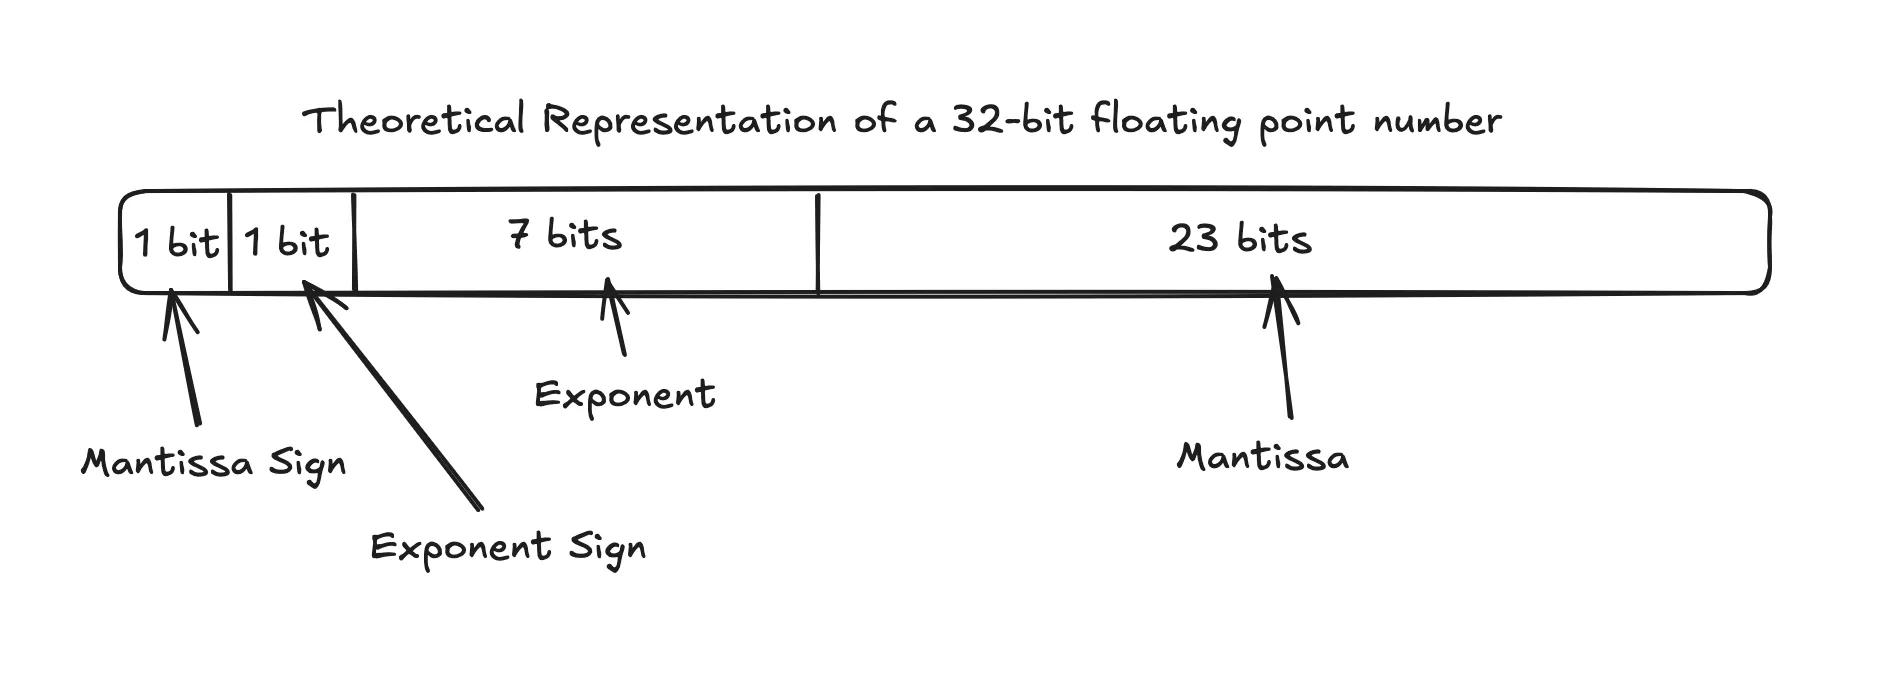 Theoretical Representation of a 32-bit floating point number
1 bit
1 bit
7 bits
23 bits
Exponent
Mantissa Sign
Mantissa
Exponent Sign